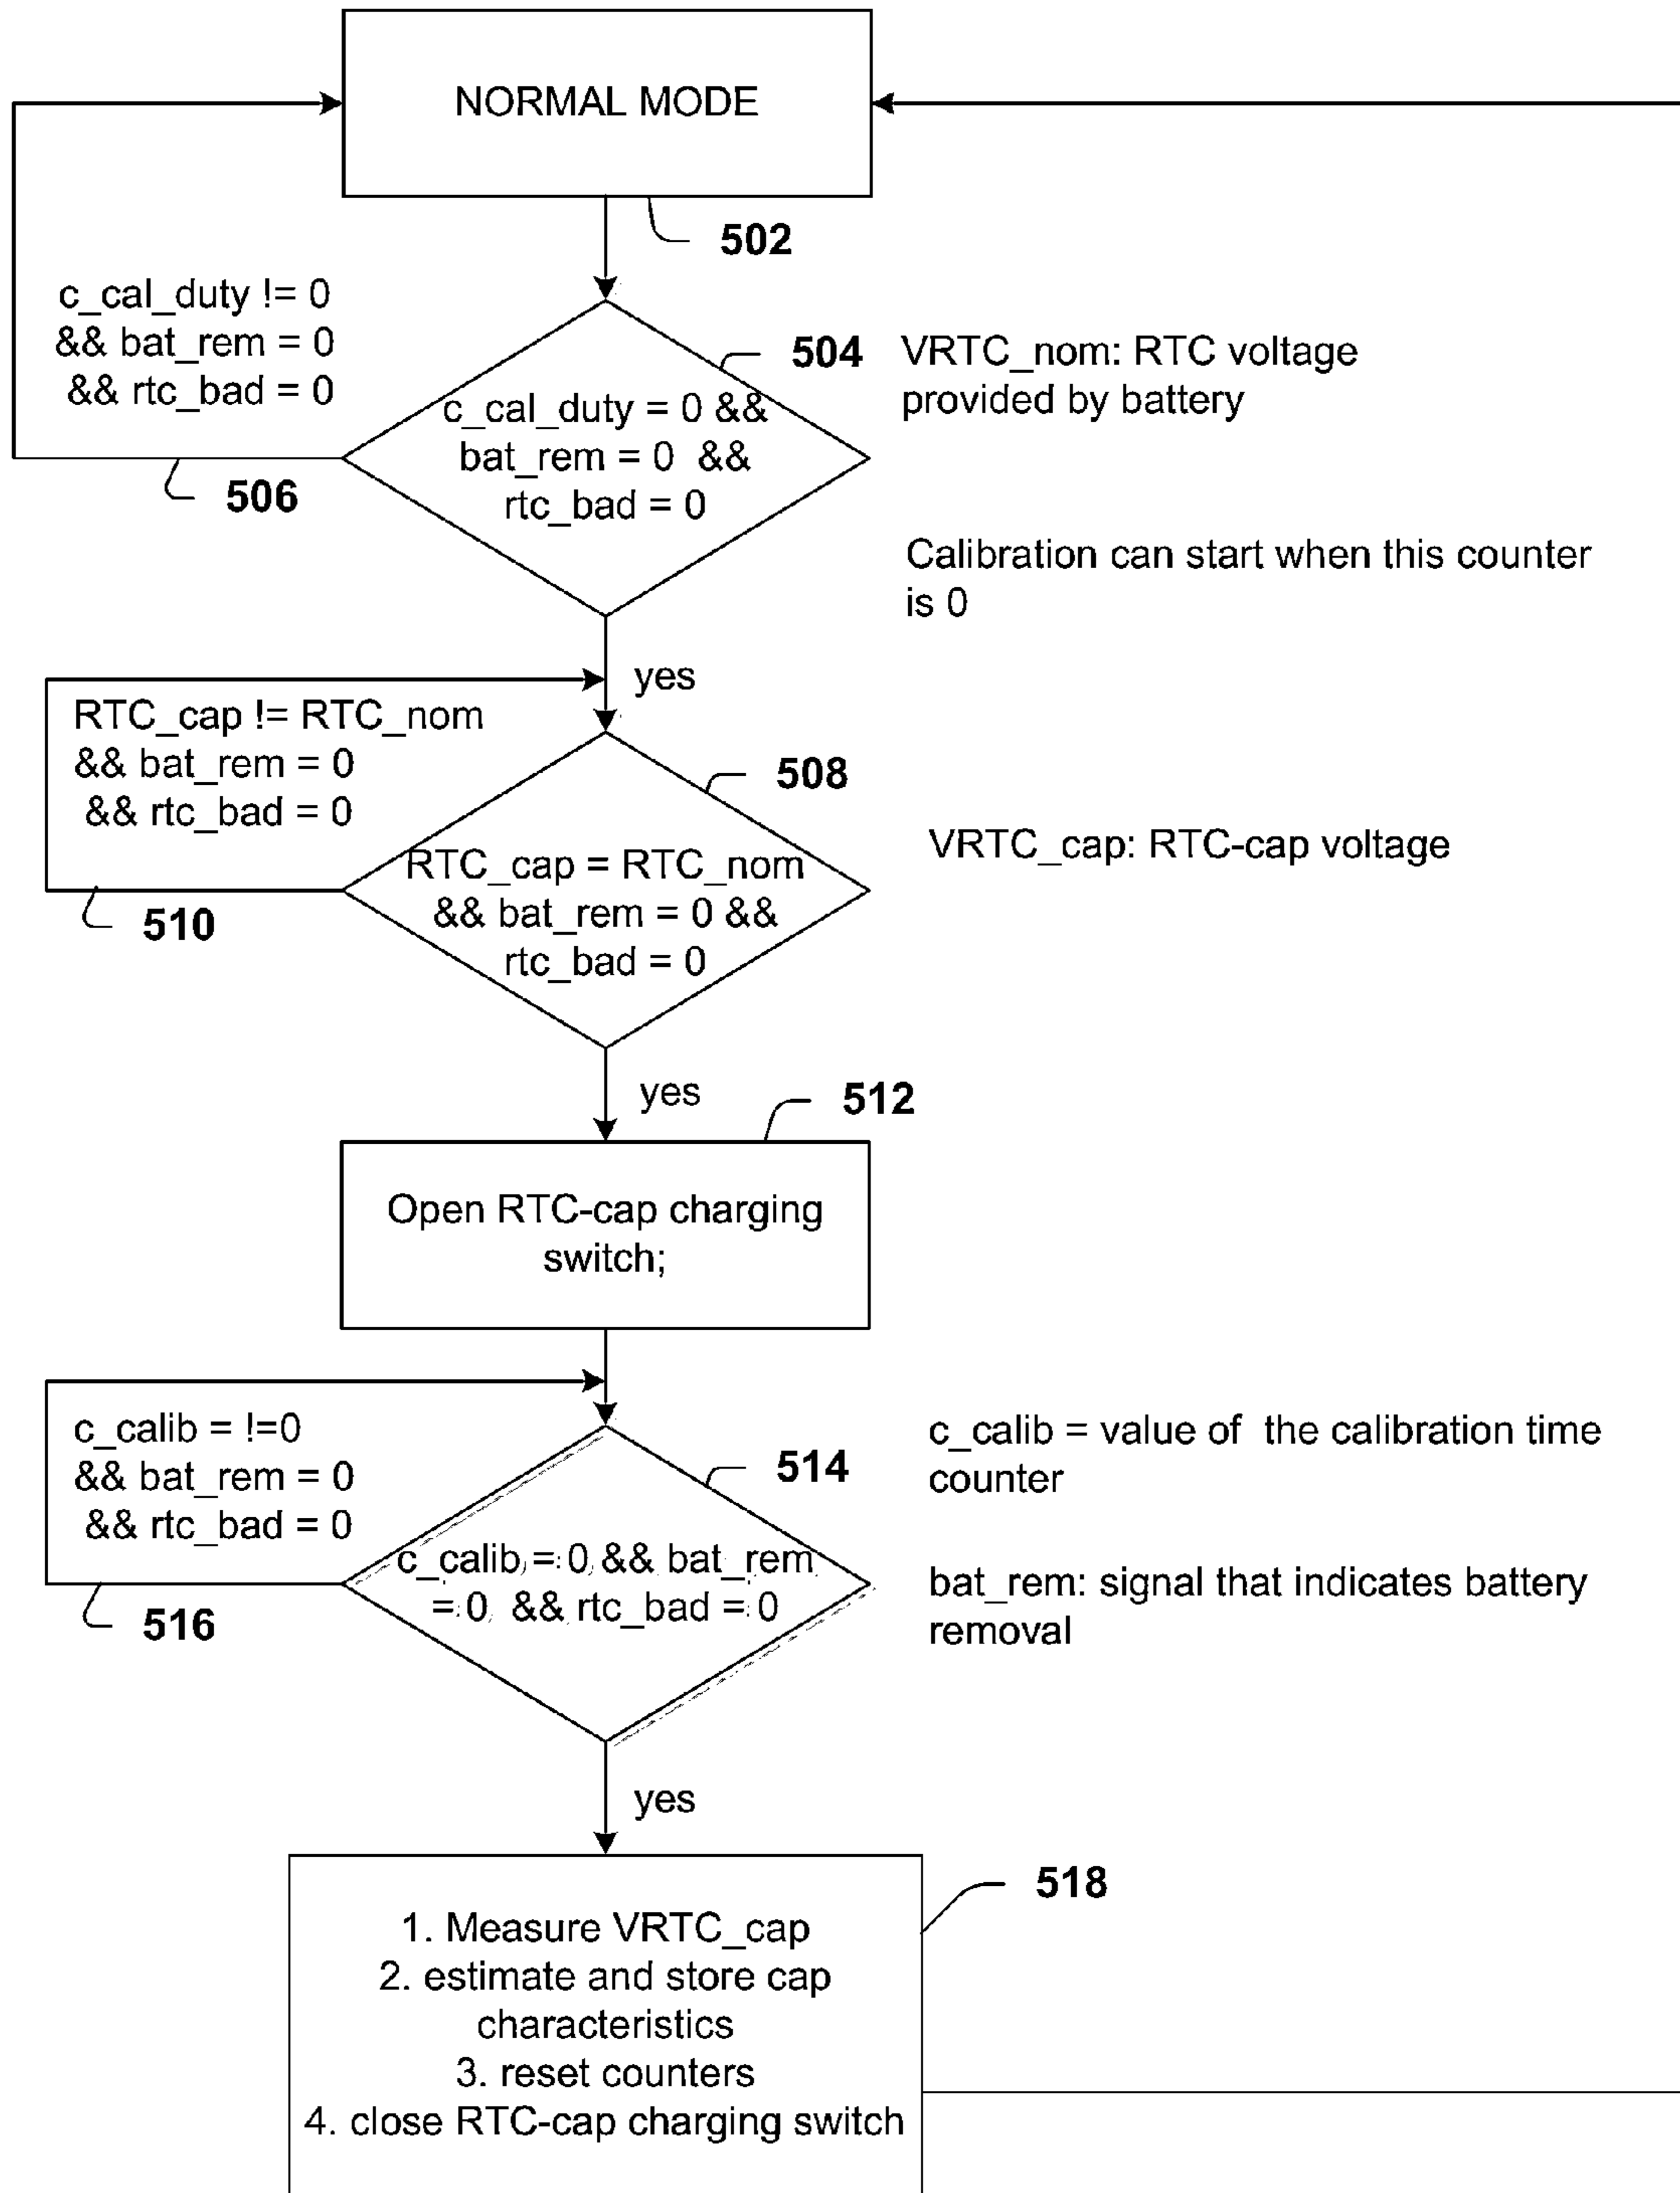 NORMAL MODE
502
c_cal_duty != 0
&& bat_rem = 0
&& rtc_bad = 0
506
504
c_cal_duty = 0 &&
bat_rem = 0 &&
rtc_bad = 0
VRTC_nom: RTC voltage
provided by battery
Calibration can start when this counter
is 0
yes
RTC_cap != RTC_nom
&& bat_rem = 0
&& rtc_bad = 0
510
508
RTC_cap = RTC_nom
&& bat_rem = 0 &&
rtc_bad = 0
VRTC_cap: RTC-cap voltage
yes
512
Open RTC-cap charging
switch;
c_calib = !=0
&& bat_rem = 0
&& rtc_bad = 0
516
514
c_calib = 0 && bat_rem
= 0 && rtc_bad = 0
c_calib = value of the calibration time
counter
bat_rem: signal that indicates battery
removal
yes
518
1. Measure VRTC_cap
2. estimate and store cap
characteristics
3. reset counters
4. close RTC-cap charging switch